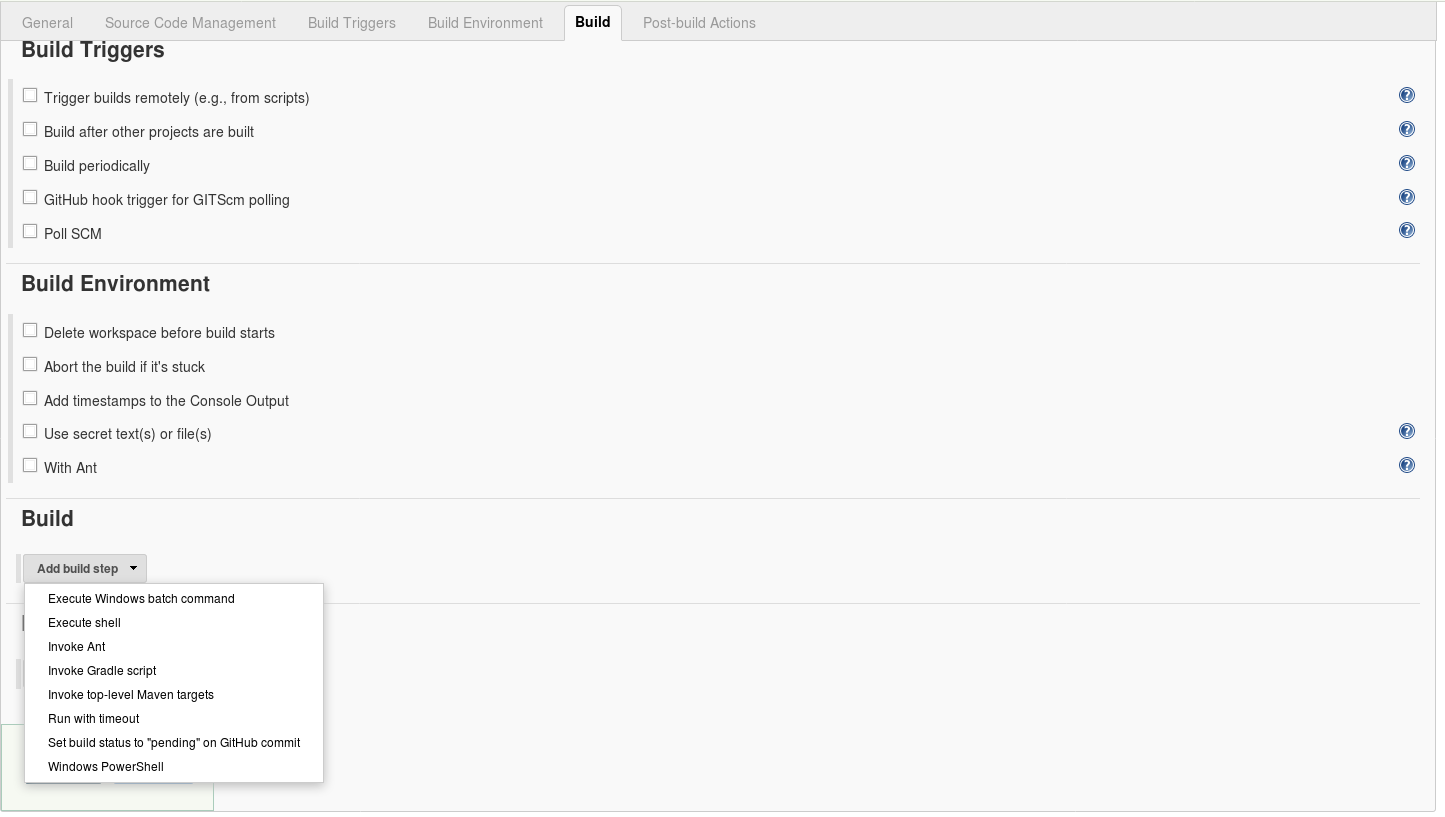 General Source Code Management Build Triggers Build Environment Build Post-build Actions
Build Triggers
Trigger builds remotely (e.g., from scripts)
Build after other projects are built
Build periodically
GitHub hook trigger for GITScm polling
Poll SCM
Build Environment
Delete workspace before build starts
Abort the build if it's stuck
Add timestamps to the Console Output
Use secret text(s) or file(s)
With Ant
Build
Add build step
Execute Windows batch command
Execute shell
Invoke Ant
Invoke Gradle script
Invoke top-level Maven targets
Run with timeout
Set build status to "pending" on GitHub commit
Windows PowerShell